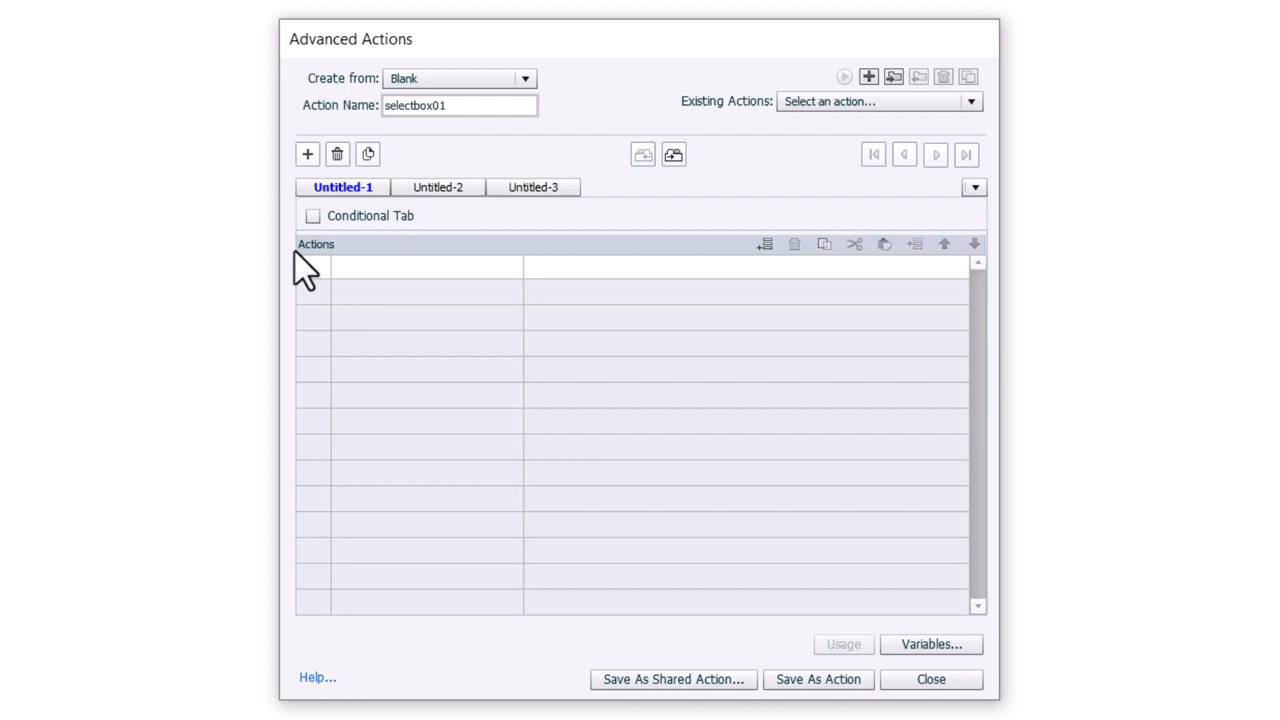 Advanced Actions
Create from: Blank
Action Name: selectbox01
Existing Actions: Select an action...
Untitled-1 Untitled-2 Untitled-3
Conditional Tab
Actions
Usage Variables...
Help... Save As Shared Action... Save As Action Close